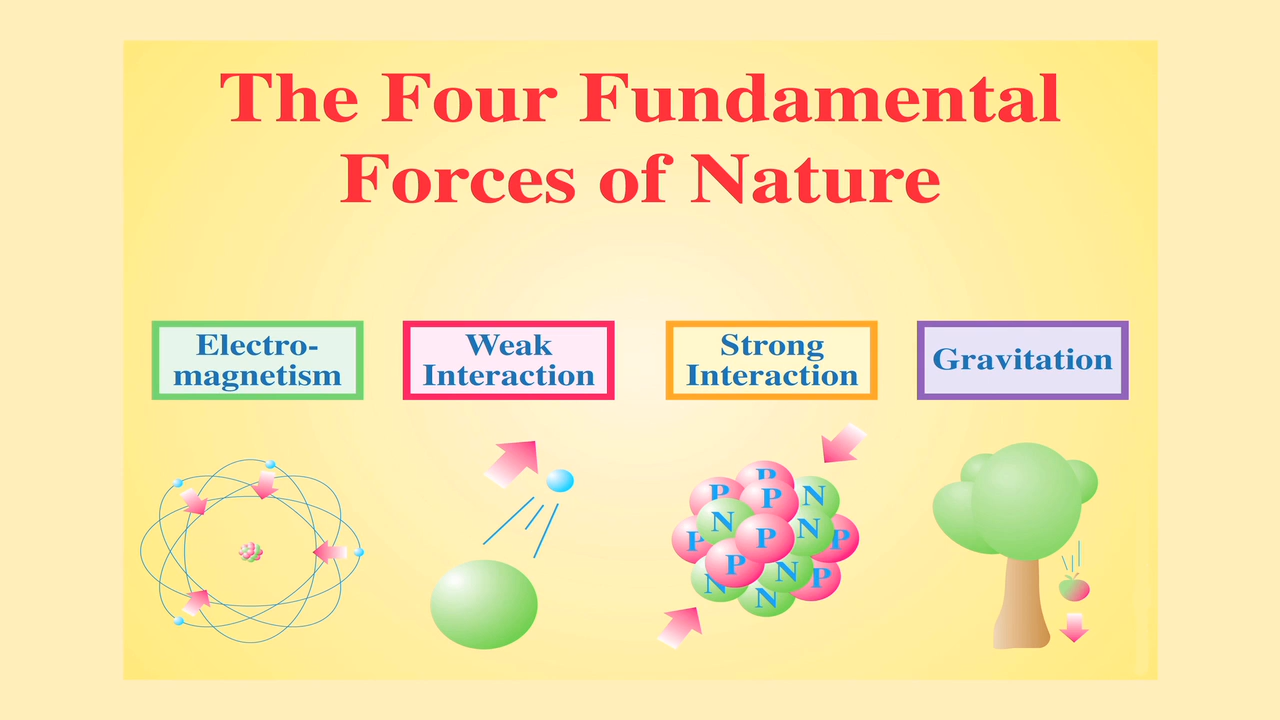 The Four Fundamental
Forces of Nature
Electro-
magnetism
Weak
Interaction
Strong
Interaction
Gravitation
P
P
P
N
N
N
P
P
P
P
N
N
P
N